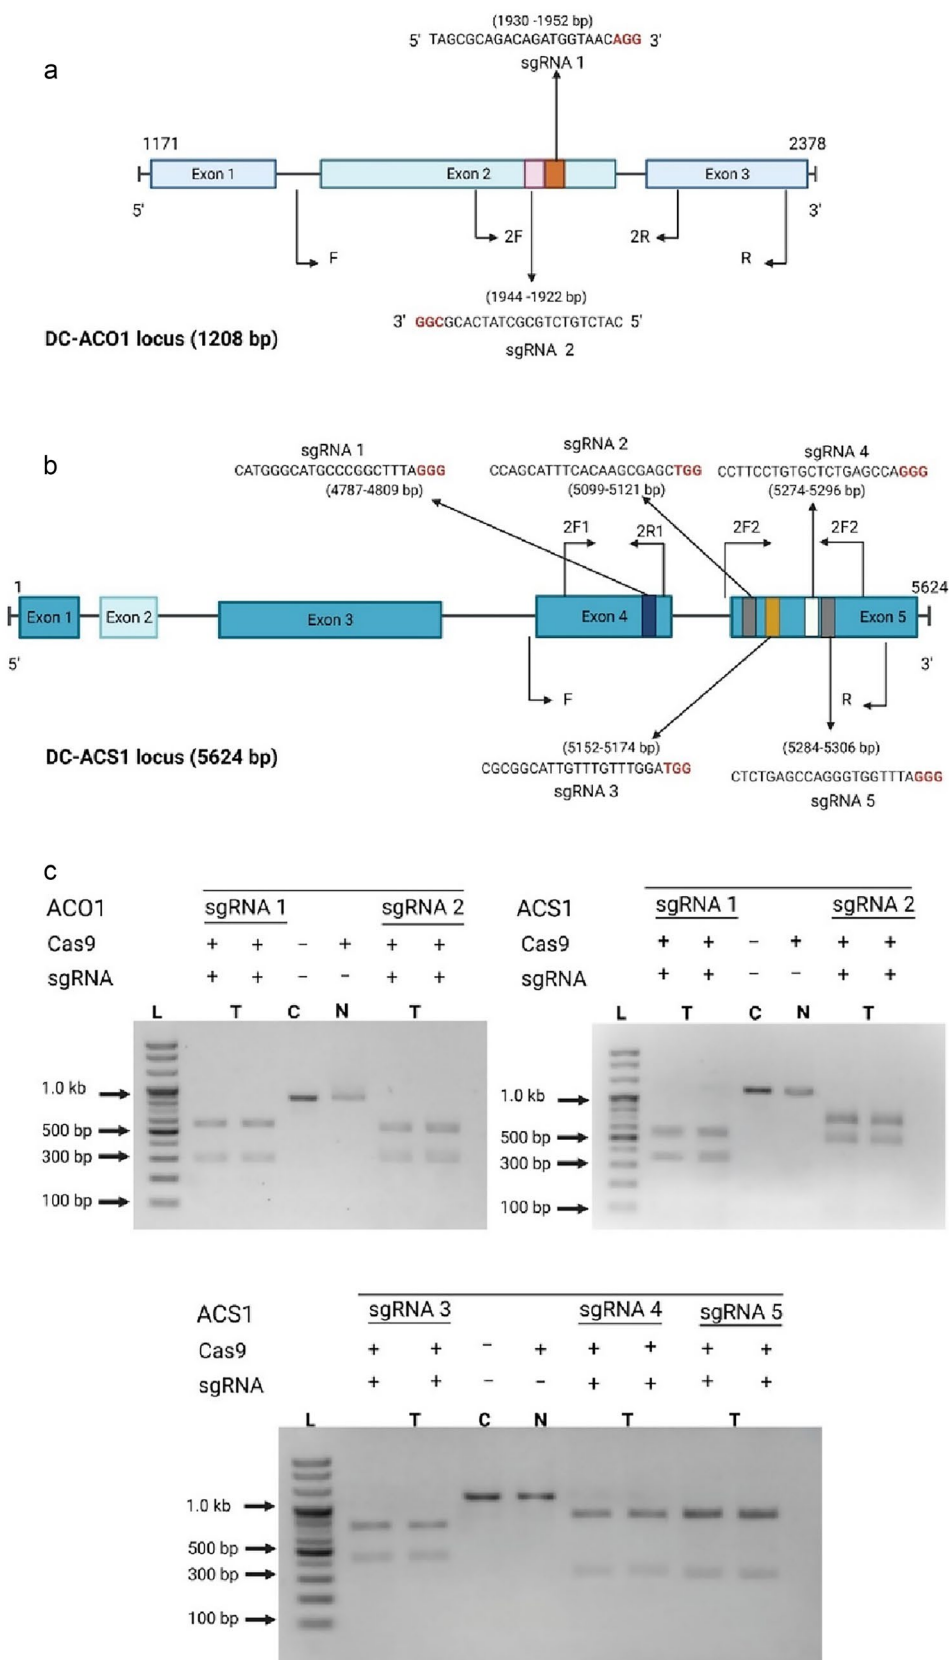 a
(1930 -1952 bp)
5' TAGCGCAGACAGATGGTAACAGG 3'
sgRNA 1
1171
2378
Exon 1
Exon 2
Exon 3
5'
3'
F
2F
2R
R
(1944 -1922 bp)
3' GGCGCACTATCGCGTCTGTCTAC 5'
sgRNA 2
DC-ACO1 locus (1208 bp)
b
sgRNA 1
sgRNA 2
sgRNA 4
CATGGGCATGCCCGGCTTTAGGG
CCAGCATTTCACAAGCGAGCTGG
CCTTCCTGTGCTCTGAGCCAGGG
(4787-4809 bp)
(5099-5121 bp)
(5274-5296 bp)
2F1
2R1
2F2
2F2
1
5624
Exon 1
Exon 2
Exon 3
Exon 4
Exon 5
5'
3'
F
R
DC-ACS1 locus (5624 bp)
(5152-5174 bp)
(5284-5306 bp)
CGCGGCATTGTTTGTTTGGATGG
CTCTGAGCCAGGGTGGTTTAGGG
sgRNA 3
sgRNA 5
c
ACO1 sgRNA 1 sgRNA 2
Cas9 + + − + + +
sgRNA + + − − + +
L T C N T
1.0 kb
500 bp
300 bp
100 bp
ACS1 sgRNA 1 sgRNA 2
Cas9 + + − + + +
sgRNA + + − − + +
L T C N T
1.0 kb
500 bp
300 bp
100 bp
ACS1 sgRNA 3 sgRNA 4 sgRNA 5
Cas9 + + − + + + + +
sgRNA + + − − + + + +
L T C N T T
1.0 kb
500 bp
300 bp
100 bp